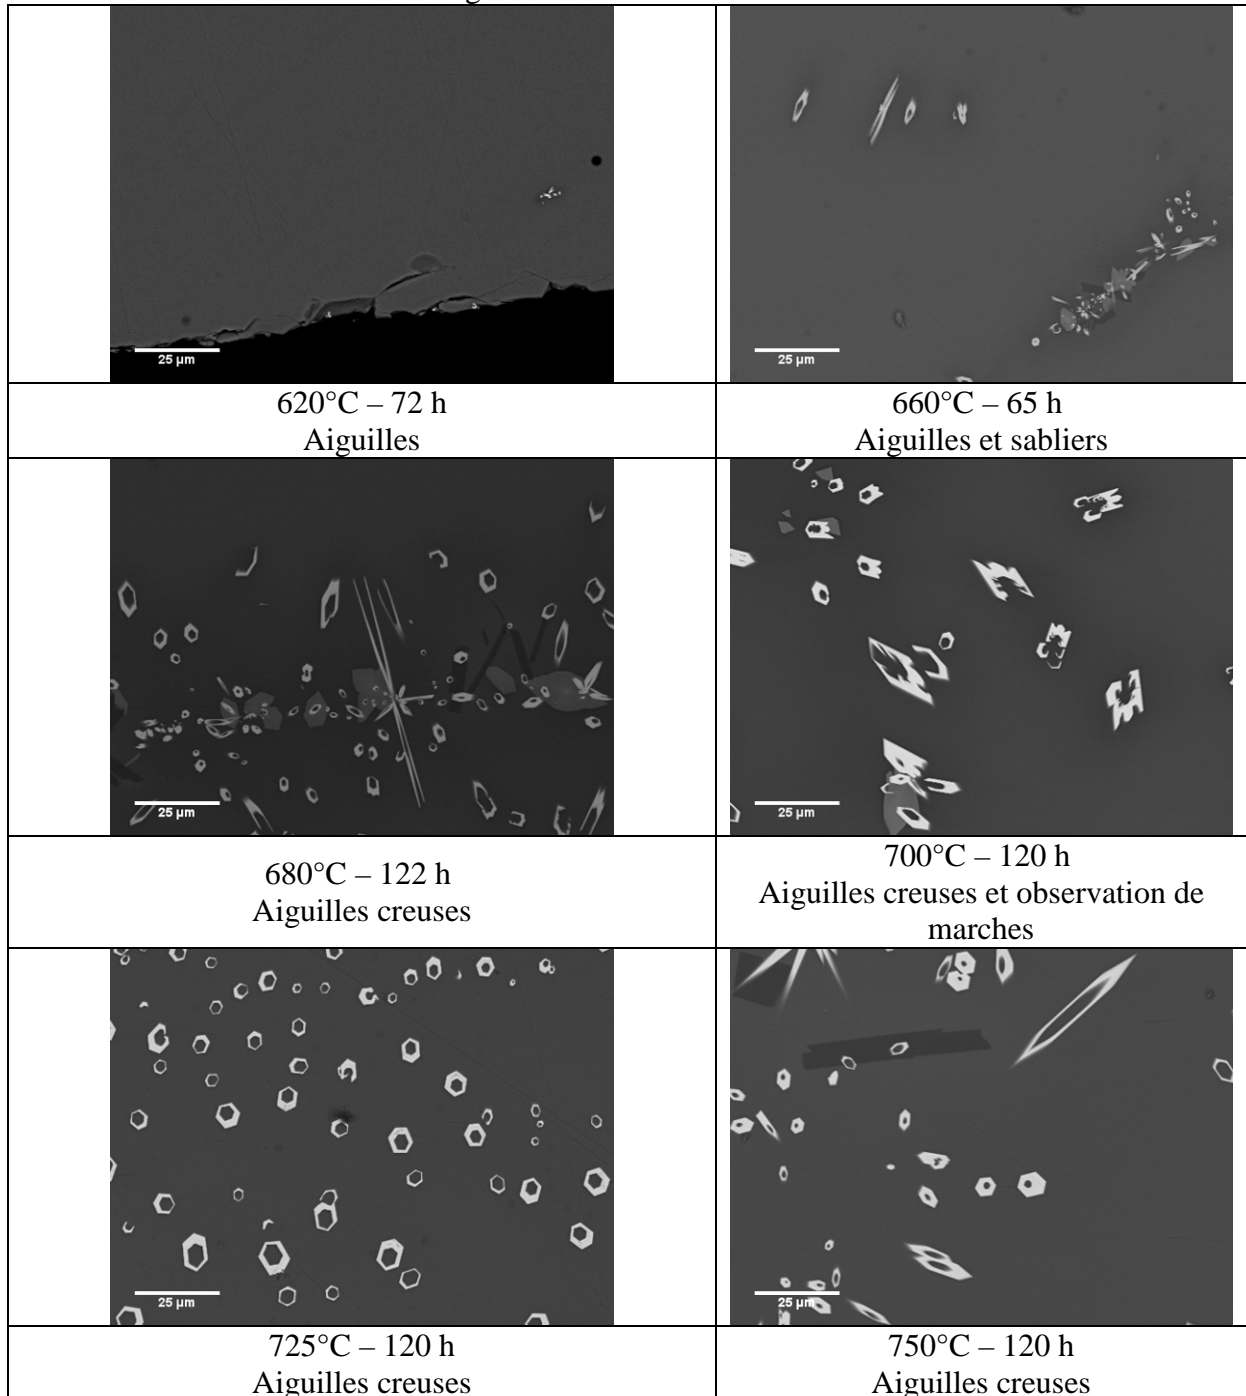 25 µm
25 µm
620°C – 72 h
Aiguilles
660°C – 65 h
Aiguilles et sabliers
25 µm
25 µm
680°C – 122 h
Aiguilles creuses
700°C – 120 h
Aiguilles creuses et observation de
marches
25 µm
25 µm
725°C – 120 h
Aiguilles creuses
750°C – 120 h
Aiguilles creuses